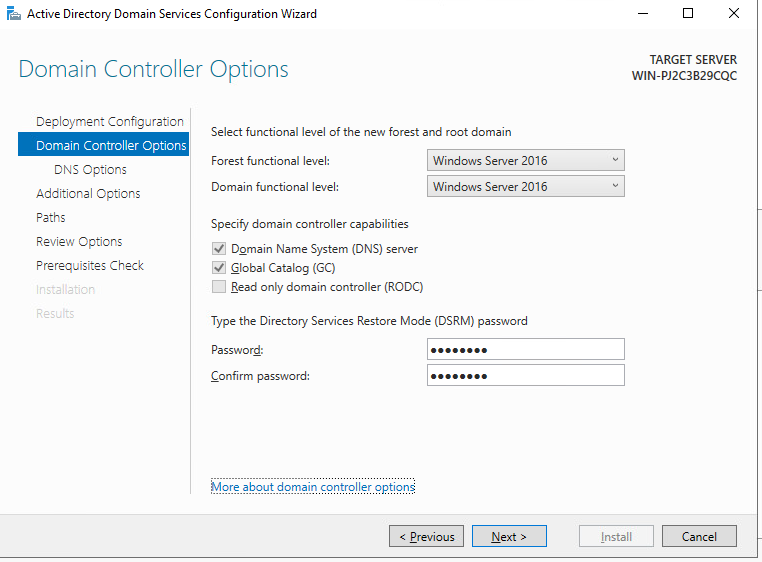 Active Directory Domain Services Configuration Wizard
Domain Controller Options
TARGET SERVER
WIN-PJ2C3B29CQC
Deployment Configuration
Domain Controller Options
DNS Options
Additional Options
Paths
Review Options
Prerequisites Check
Installation
Results
Select functional level of the new forest and root domain
Forest functional level: Windows Server 2016
Domain functional level: Windows Server 2016
Specify domain controller capabilities
Domain Name System (DNS) server
Global Catalog (GC)
Read only domain controller (RODC)
Type the Directory Services Restore Mode (DSRM) password
Password: ●●●●●●●●
Confirm password: ●●●●●●●●
More about domain controller options
< Previous Next > Install Cancel